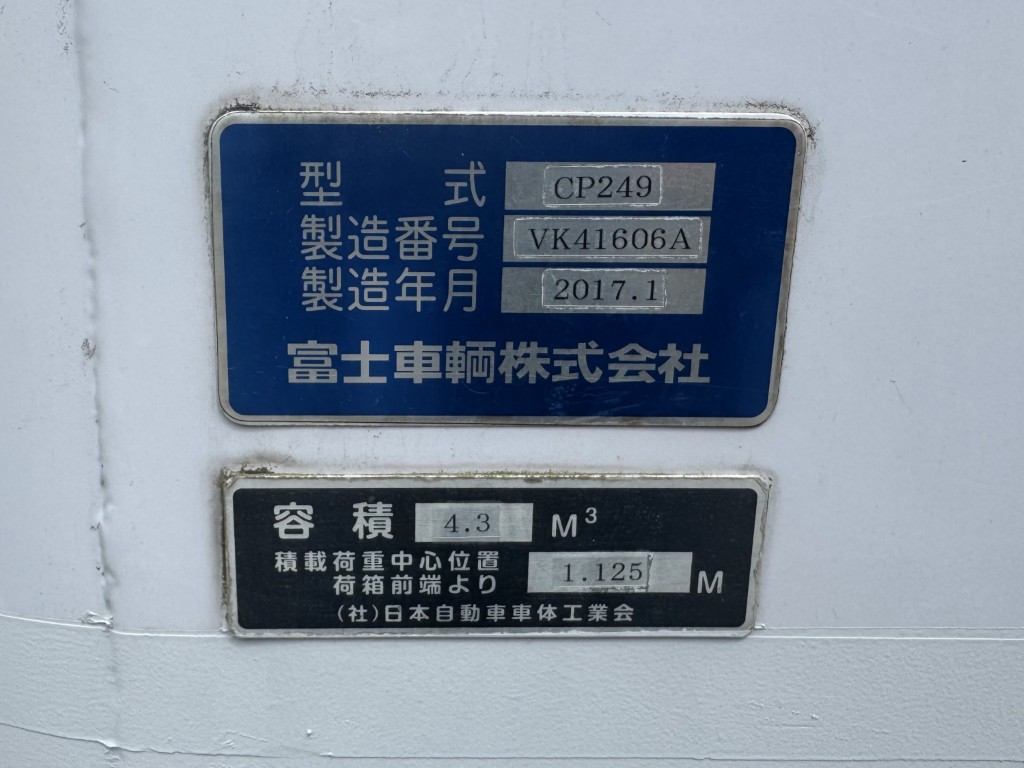 型式 CP249
製造番号 VK41606A
製造年月 2017.1
富士車輌株式会社
容積 4.3 M³
積載荷重中心位置
荷箱前端より 1.125 M
(社)日本自動車車体工業会